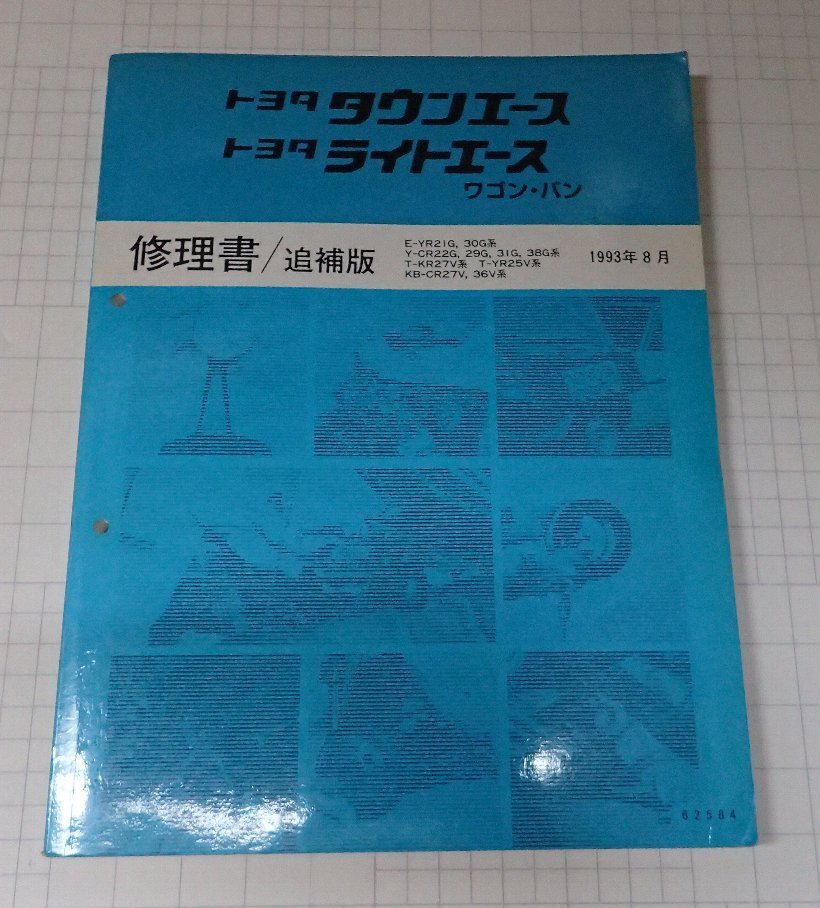 トヨタ タウンエース
トヨタ ライトエース
ワゴン・バン
修理書/追補版
E-YR21G, 30G系
Y-CR22G, 29G, 31G, 38G系
T-KR27V系 T-YR25V系
KB-CR27V, 36V系
1993年8月
62584